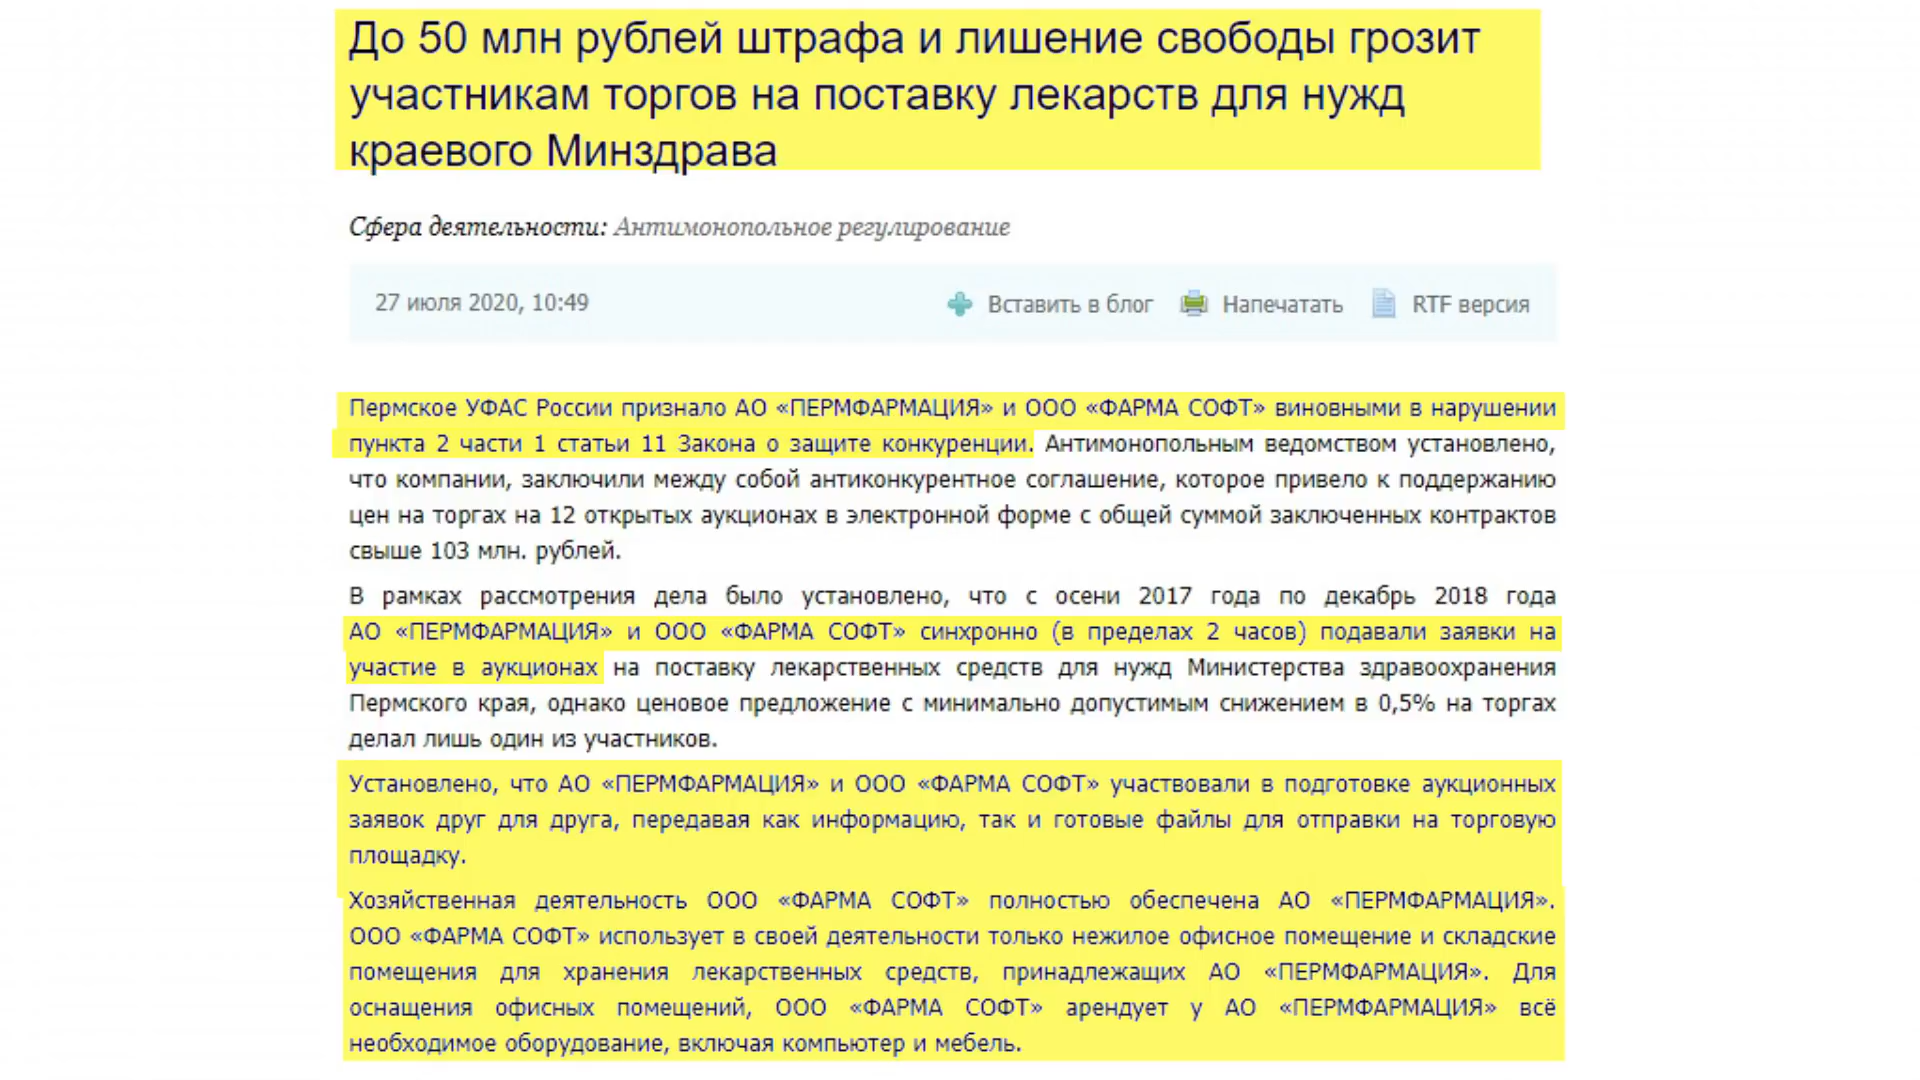 До 50 млн рублей штрафа и лишение свободы грозит
участникам торгов на поставку лекарств для нужд
краевого Минздрава
Сфера деятельности: Антимонопольное регулирование
27 июля 2020, 10:49 Вставить в блог Напечатать RTF версия
Пермское УФАС России признало АО «ПЕРМФАРМАЦИЯ» и ООО «ФАРМА СОФТ» виновными в нарушении
пункта 2 части 1 статьи 11 Закона о защите конкуренции. Антимонопольным ведомством установлено,
что компании, заключили между собой антиконкурентное соглашение, которое привело к поддержанию
цен на торгах на 12 открытых аукционах в электронной форме с общей суммой заключенных контрактов
свыше 103 млн. рублей.
В рамках рассмотрения дела было установлено, что с осени 2017 года по декабрь 2018 года
АО «ПЕРМФАРМАЦИЯ» и ООО «ФАРМА СОФТ» синхронно (в пределах 2 часов) подавали заявки на
участие в аукционах на поставку лекарственных средств для нужд Министерства здравоохранения
Пермского края, однако ценовое предложение с минимально допустимым снижением в 0,5% на торгах
делал лишь один из участников.
Установлено, что АО «ПЕРМФАРМАЦИЯ» и ООО «ФАРМА СОФТ» участвовали в подготовке аукционных
заявок друг для друга, передавая как информацию, так и готовые файлы для отправки на торговую
площадку.
Хозяйственная деятельность ООО «ФАРМА СОФТ» полностью обеспечена АО «ПЕРМФАРМАЦИЯ».
ООО «ФАРМА СОФТ» использует в своей деятельности только нежилое офисное помещение и складские
помещения для хранения лекарственных средств, принадлежащих АО «ПЕРМФАРМАЦИЯ». Для
оснащения офисных помещений, ООО «ФАРМА СОФТ» арендует у АО «ПЕРМФАРМАЦИЯ» всё
необходимое оборудование, включая компьютер и мебель.